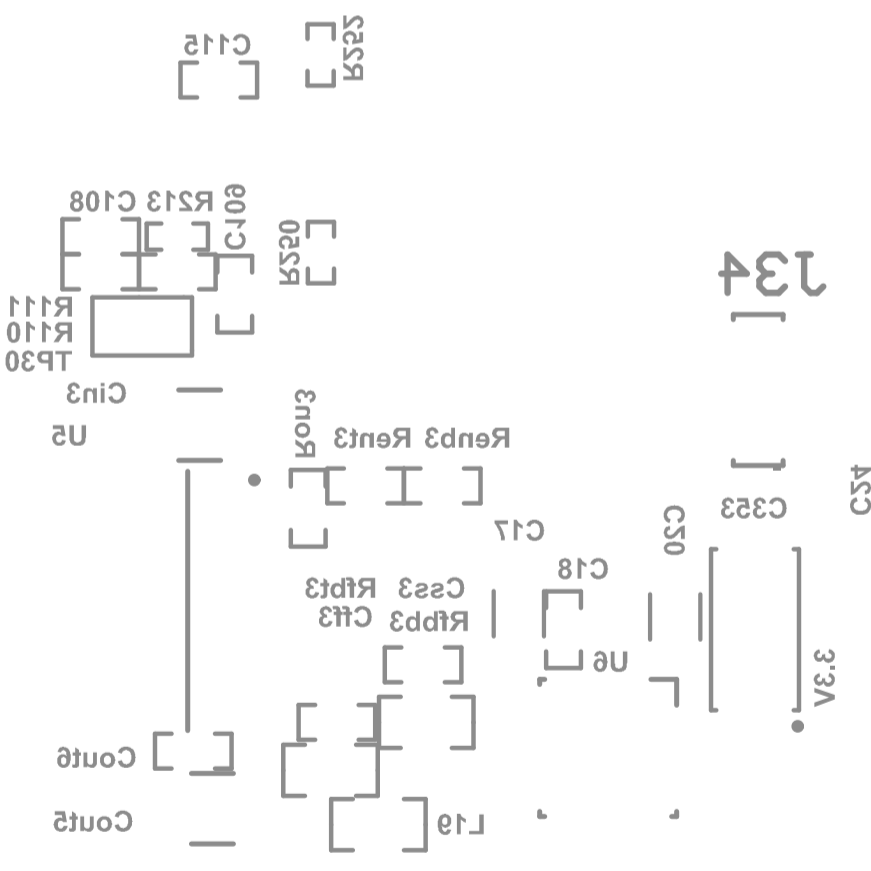 C115
R252
C108 R213
C109
R250
J34
R111
R110
TP30
Cin3
U5
Ron3
Rent3 Renb3
C24
C353
C17
C20
C18
Rfbt3 Css3
Cff3 Rfbb3
U6
3.3V
Cout6
Cout5
L19